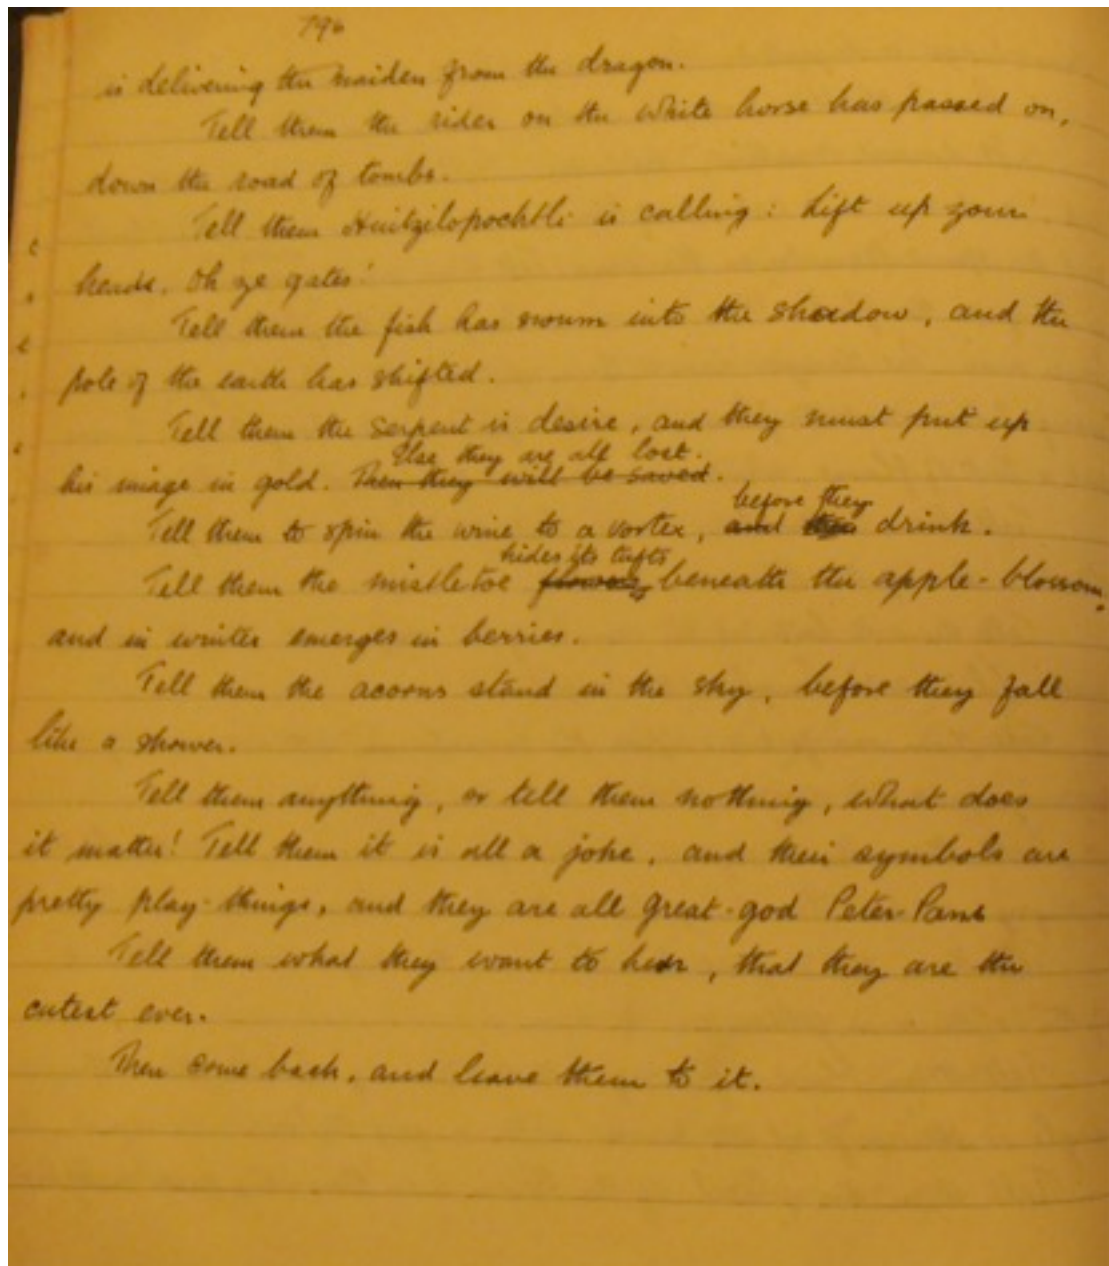 796
is delivering the maiden from the dragon.
Tell them the rider on the white horse has passed on,
down the road of tombs.
Tell them Huitzilopochtli is calling: Lift up your
heads. Oh ye gates!
Tell them the fish has swum into the shadow, and the
pole of the earth has shifted.
Tell them the serpent is desire, and they must put up
Else they are all lost.
his image in gold. Then they will be saved.
before they
Tell them to spin the wine to a vortex, and drink.
hides its tufts
Tell them the mistletoe flowers, beneath the apple-blossom,
and in winter emerges in berries.
Tell them the acorns stand in the sky, before they fall
like a shower.
Tell them anything, or tell them nothing, what does
it matter! Tell them it is all a joke, and their symbols are
pretty play-things, and they are all great-god Peter-Pans
Tell them what they want to hear, that they are the
cutest ever.
Then come back, and leave them to it.